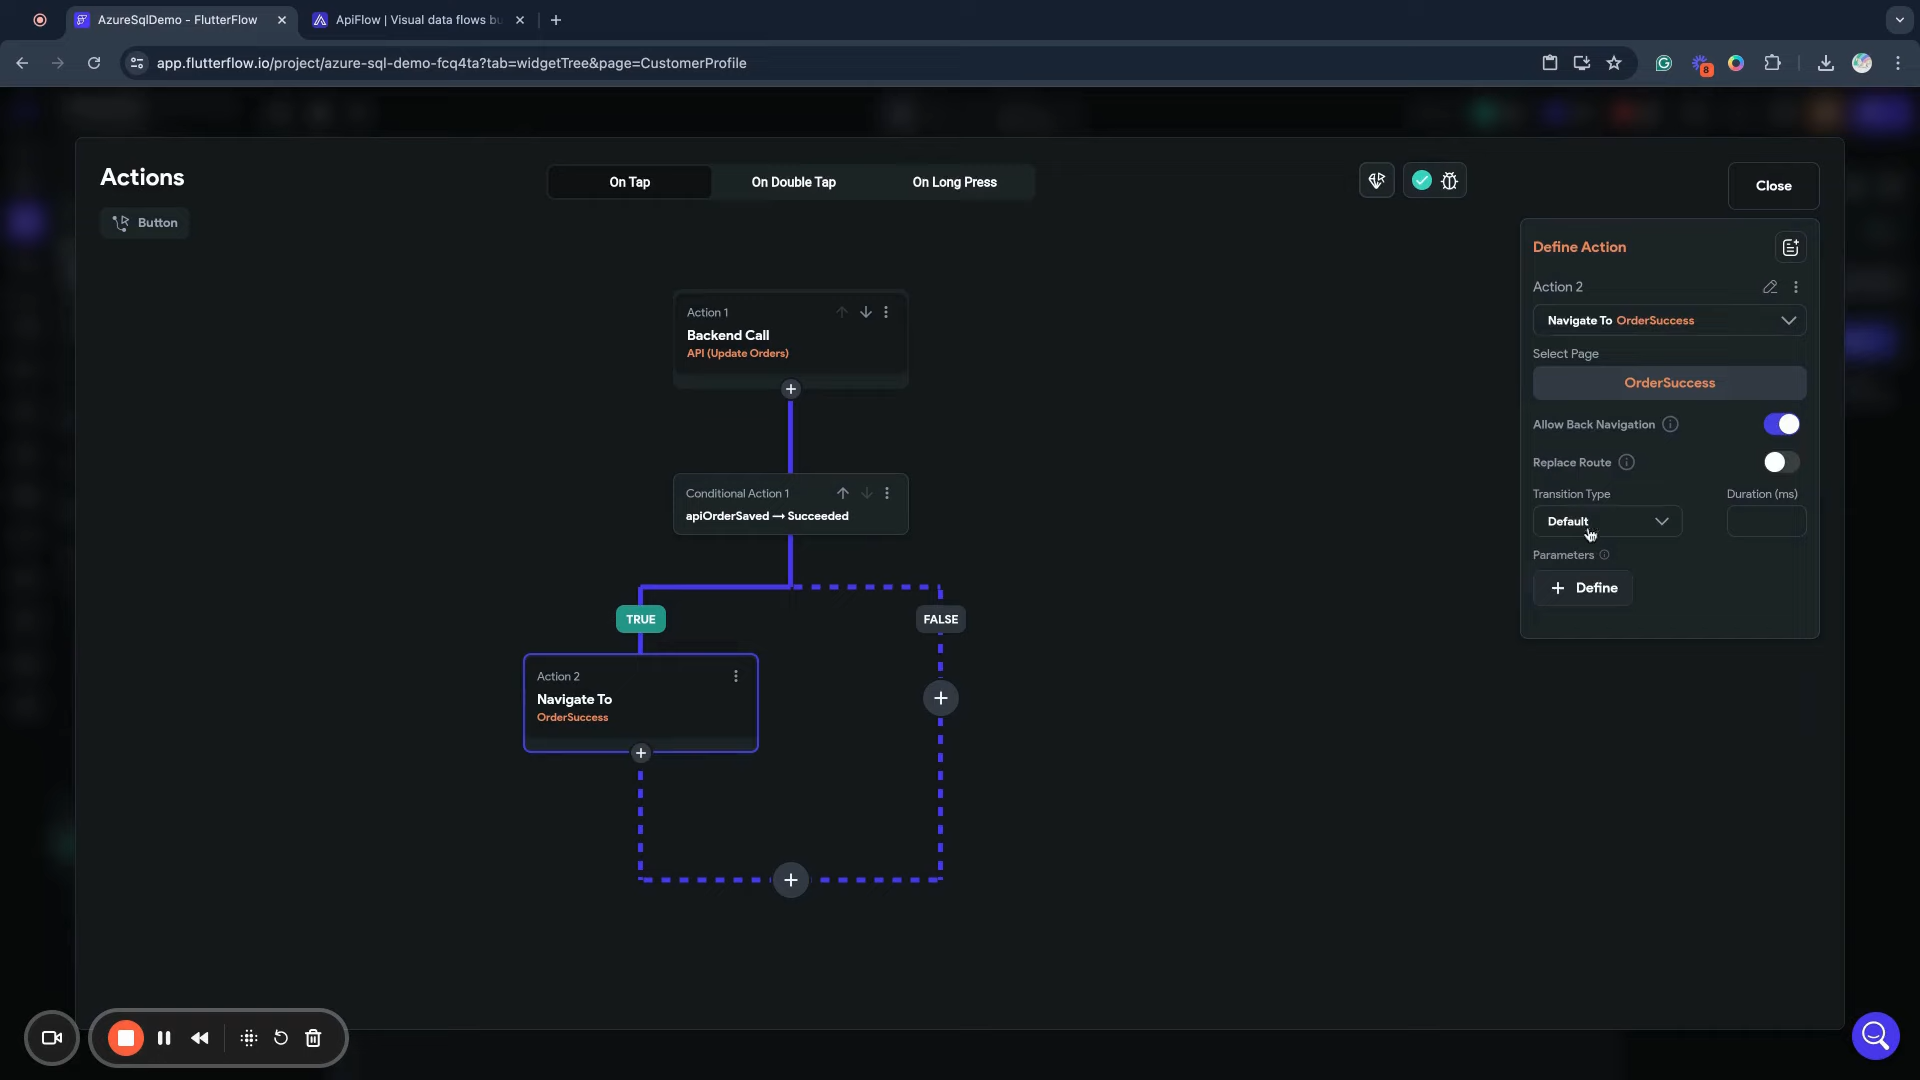 AzureSqlDemo - FlutterFlow
ApiFlow | Visual data flows bu
app.flutterflow.io/project/azure-sql-demo-fcq4ta?tab=widgetTree&page=CustomerProfile
8
Actions
On Tap
On Double Tap
On Long Press
Close
Button
Define Action
Action 2
Navigate To OrderSuccess
Select Page
OrderSuccess
Allow Back Navigation
Replace Route
Transition Type
Duration (ms)
Default
Parameters
Define
Action 1
Backend Call
API (Update Orders)
Conditional Action 1
apiOrderSaved → Succeeded
TRUE
FALSE
Action 2
Navigate To
OrderSuccess